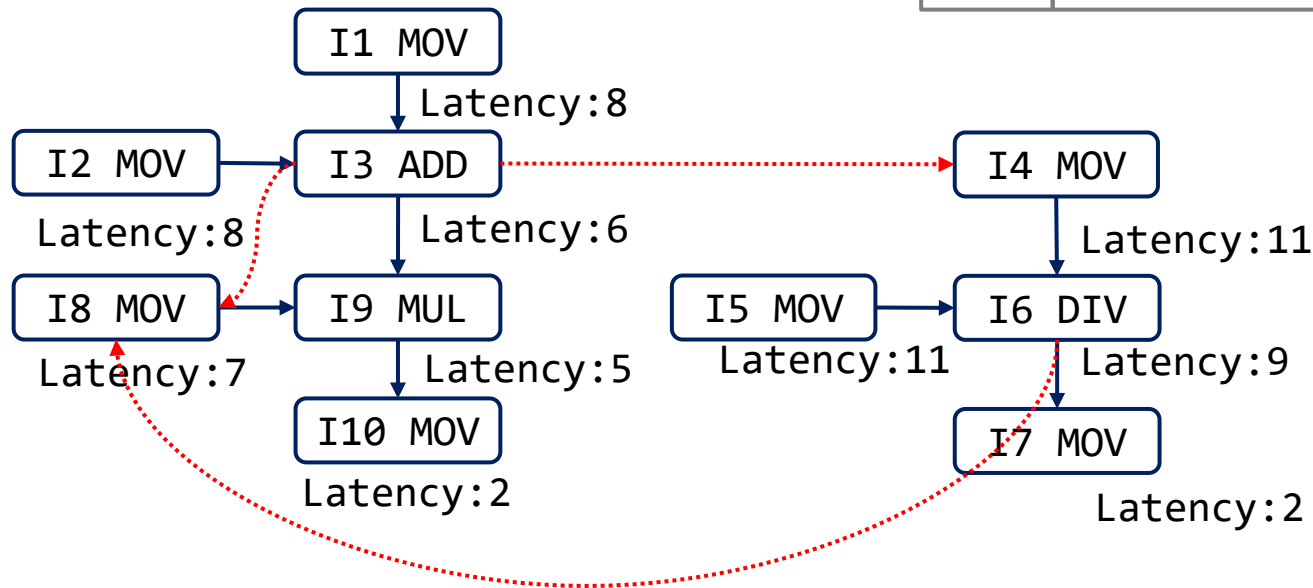 I1 MOV
Latency:8
I2 MOV
I3 ADD
I4 MOV
Latency:8
Latency:6
Latency:11
I8 MOV
I9 MUL
I5 MOV
I6 DIV
Latency:7
Latency:5
Latency:11
Latency:9
I10 MOV
I7 MOV
Latency:2
Latency:2